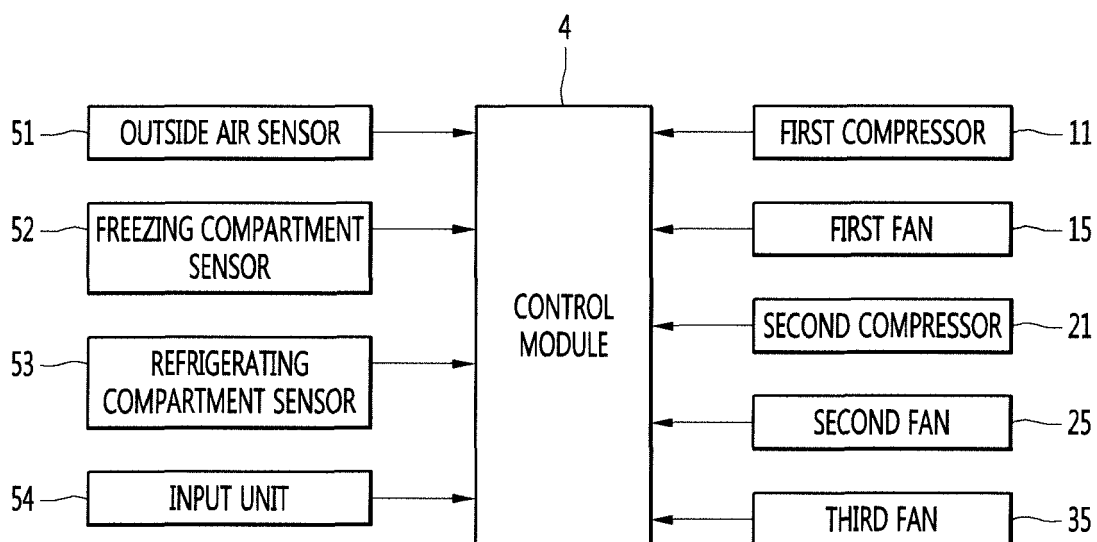 4
51
OUTSIDE AIR SENSOR
52
FREEZING COMPARTMENT
SENSOR
53
REFRIGERATING
COMPARTMENT SENSOR
54
INPUT UNIT
CONTROL
MODULE
FIRST COMPRESSOR
11
FIRST FAN
15
SECOND COMPRESSOR
21
SECOND FAN
25
THIRD FAN
35